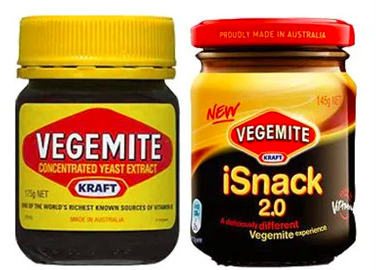 VEGEMITE
CONCENTRATED YEAST EXTRACT
KRAFT
175g NET
ONE OF THE WORLD'S RICHEST KNOWN SOURCES OF VITAMIN B
MADE IN AUSTRALIA
PROUDLY MADE IN AUSTRALIA
145g NET
NEW
VEGEMITE
KRAFT
iSnack
2.0
A deliciously different
Vegemite experience